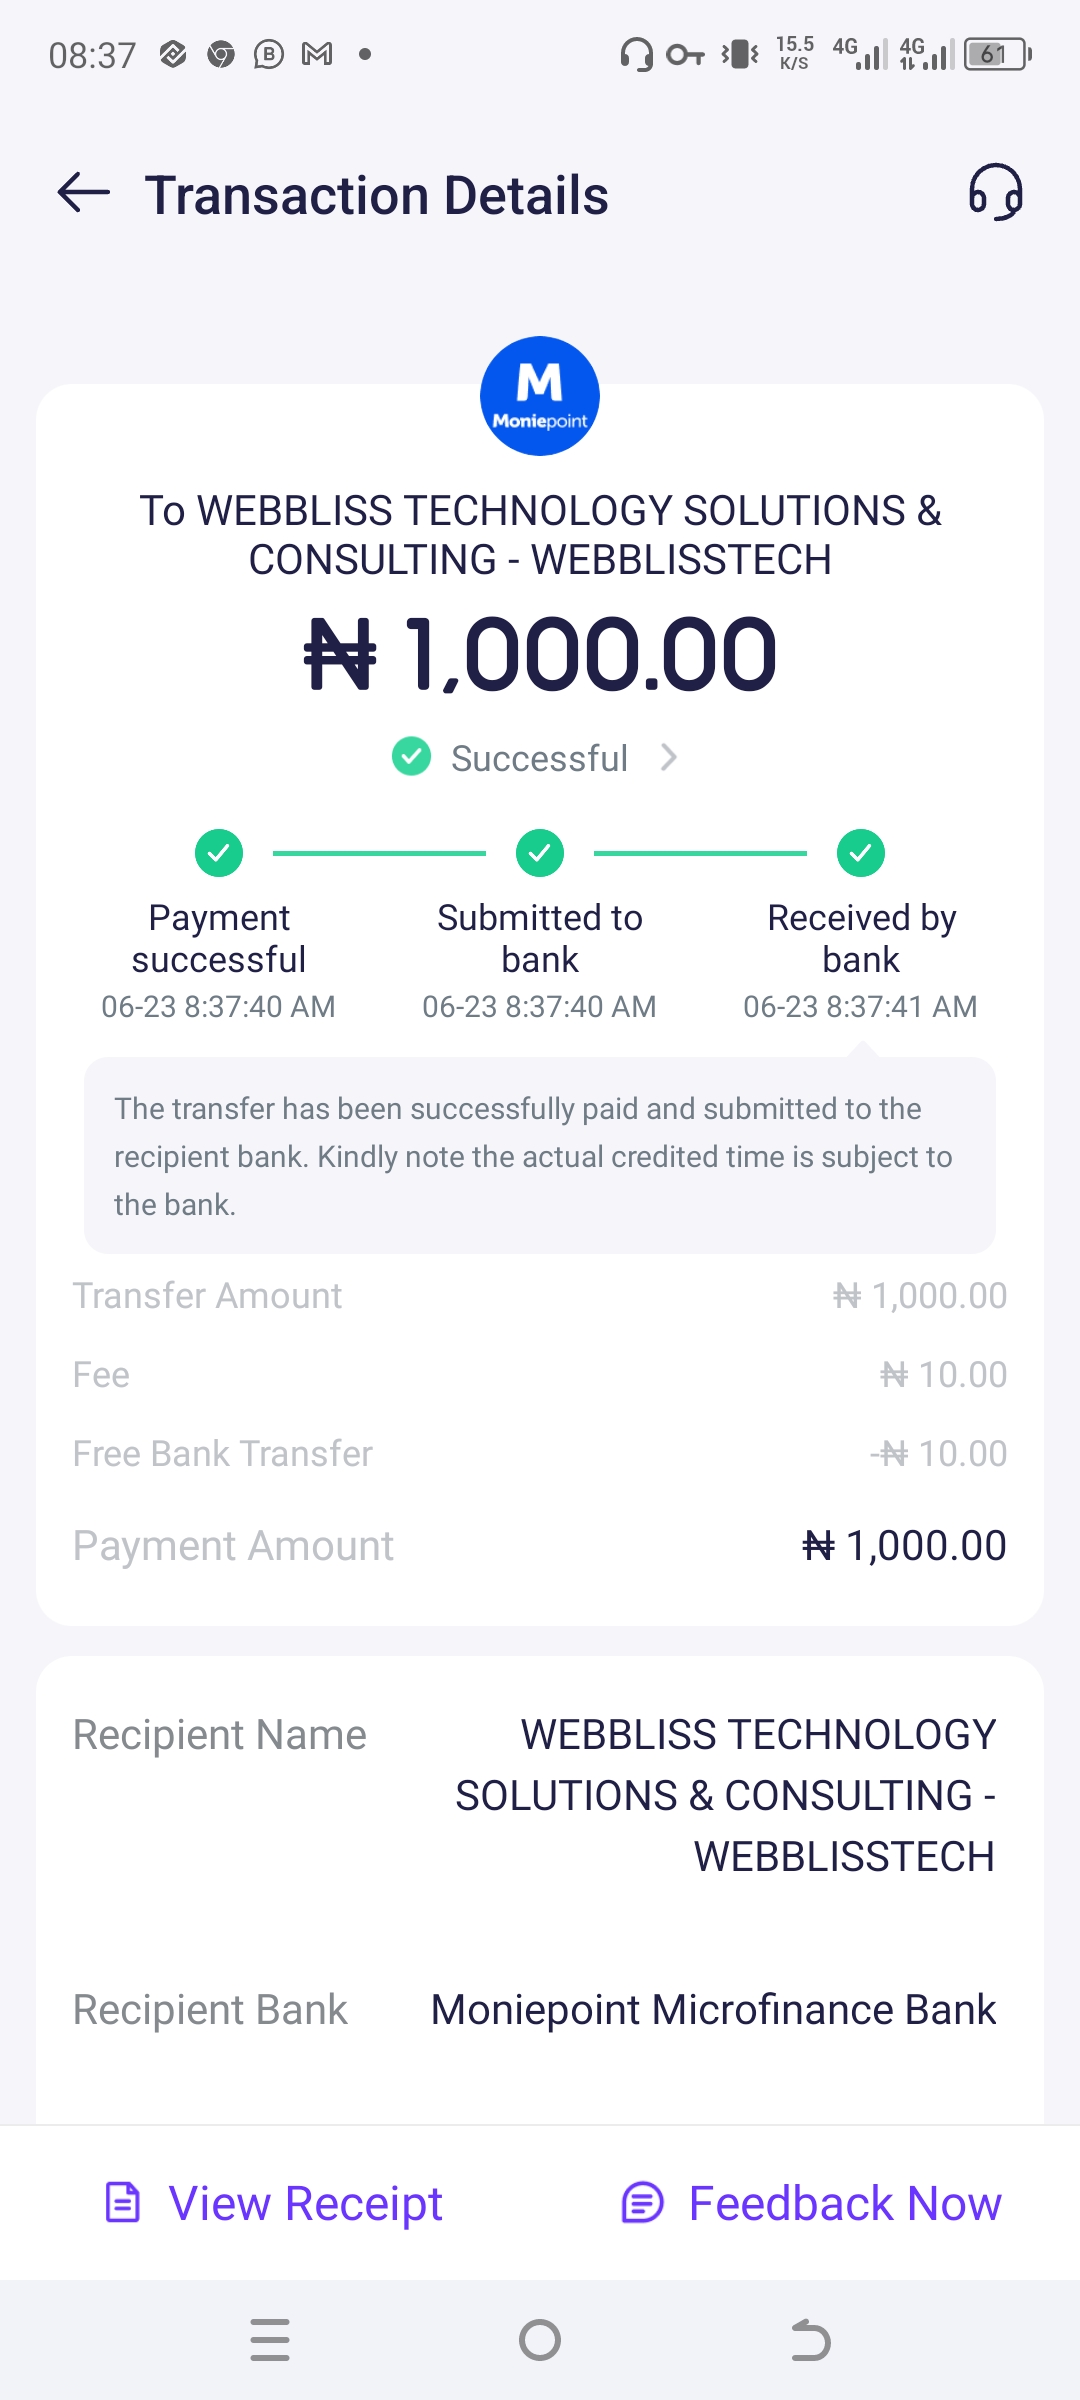 08:37
B
15.5
K/S
4G
4G
61
Transaction Details
M
Moniepoint
To WEBBLISS TECHNOLOGY SOLUTIONS &
CONSULTING - WEBBLISSTECH
₦ 1,000.00
Successful
Payment
successful
06-23 8:37:40 AM
Submitted to
bank
06-23 8:37:40 AM
Received by
bank
06-23 8:37:41 AM
The transfer has been successfully paid and submitted to the
recipient bank. Kindly note the actual credited time is subject to
the bank.
Transfer Amount ₦ 1,000.00
Fee ₦ 10.00
Free Bank Transfer -₦ 10.00
Payment Amount ₦ 1,000.00
Recipient Name WEBBLISS TECHNOLOGY
SOLUTIONS & CONSULTING -
WEBBLISSTECH
Recipient Bank Moniepoint Microfinance Bank
View Receipt
Feedback Now